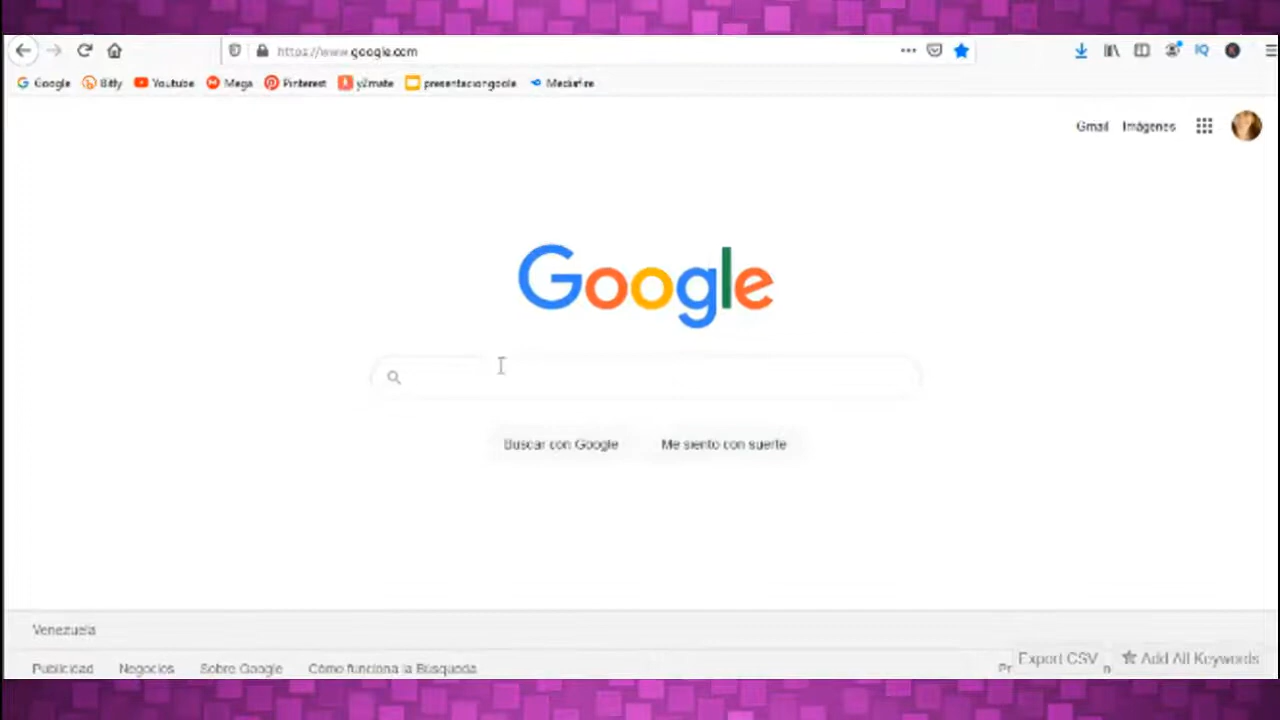 https://www.google.com
Google Bitly Youtube Mega Pinterest y2mate presentaciongoole Mediafire
Gmail Imágenes
Google
Buscar con Google Me siento con suerte
Venezuela
Publicidad Negocios Sobre Google Cómo funciona la Búsqueda
Export CSV Add All Keywords